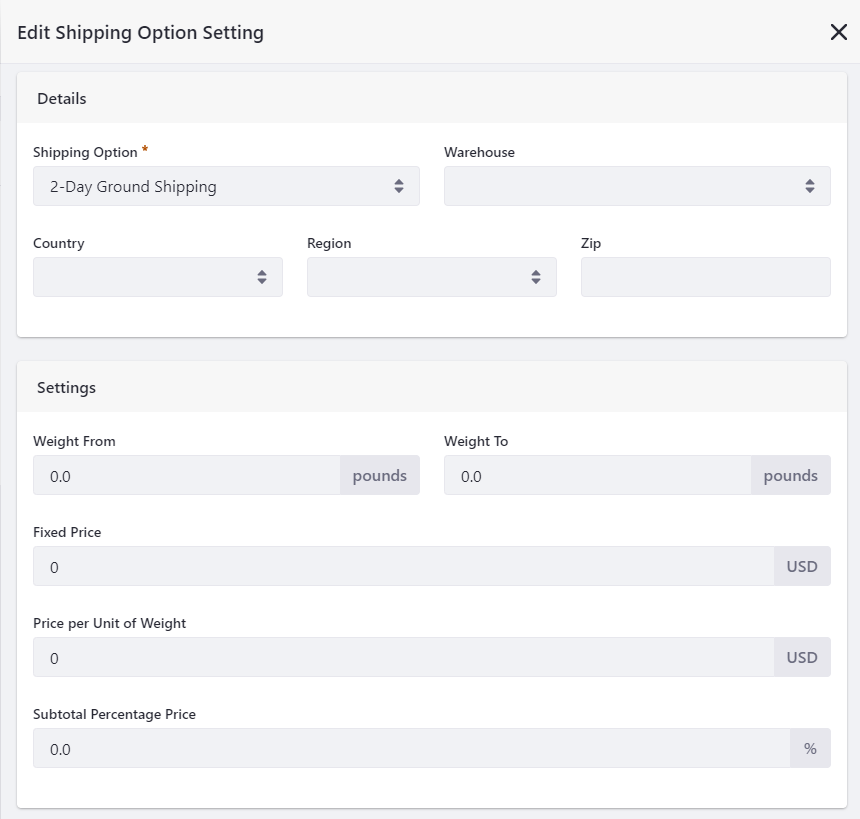 Edit Shipping Option Setting
Details
Shipping Option *
Warehouse
2-Day Ground Shipping
Country
Region
Zip
Settings
Weight From
Weight To
0.0 pounds
0.0 pounds
Fixed Price
0 USD
Price per Unit of Weight
0 USD
Subtotal Percentage Price
0.0 %